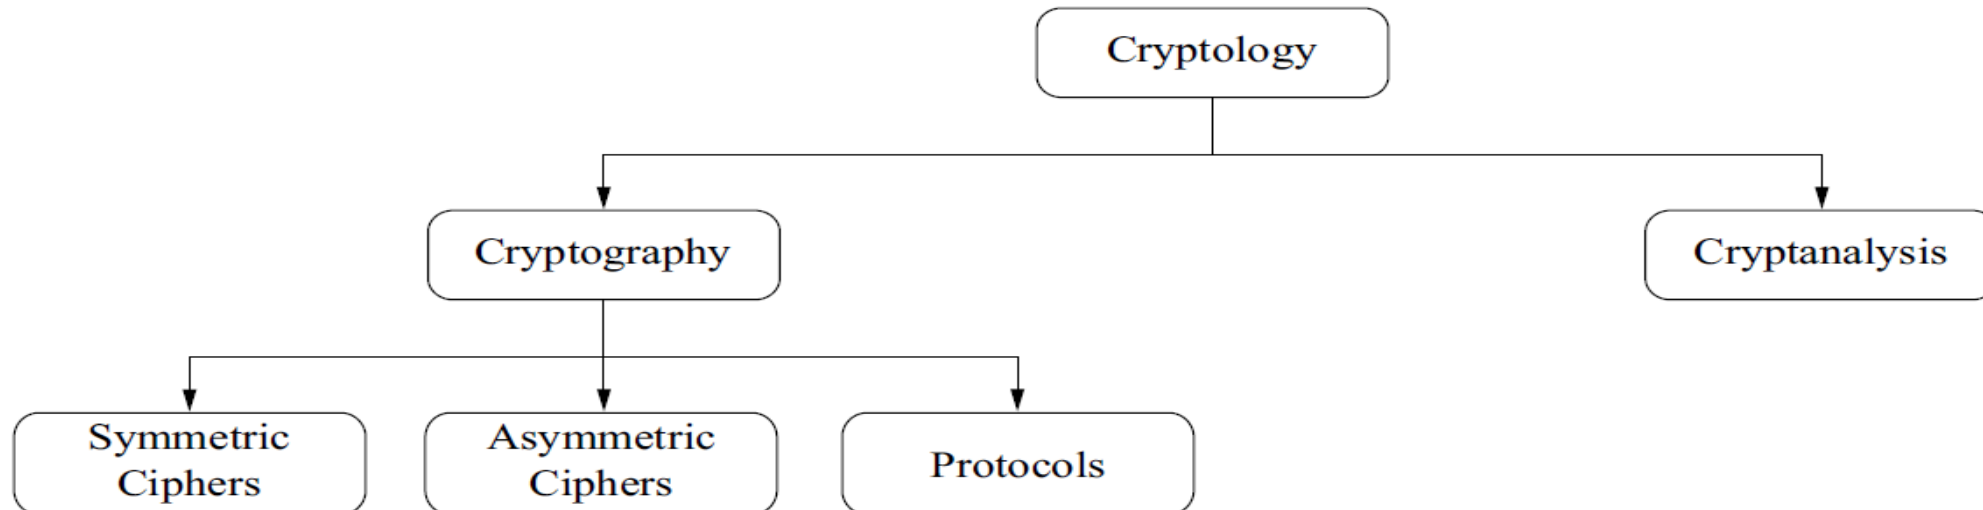 Cryptology
Cryptography
Cryptanalysis
Symmetric
Ciphers
Asymmetric
Ciphers
Protocols